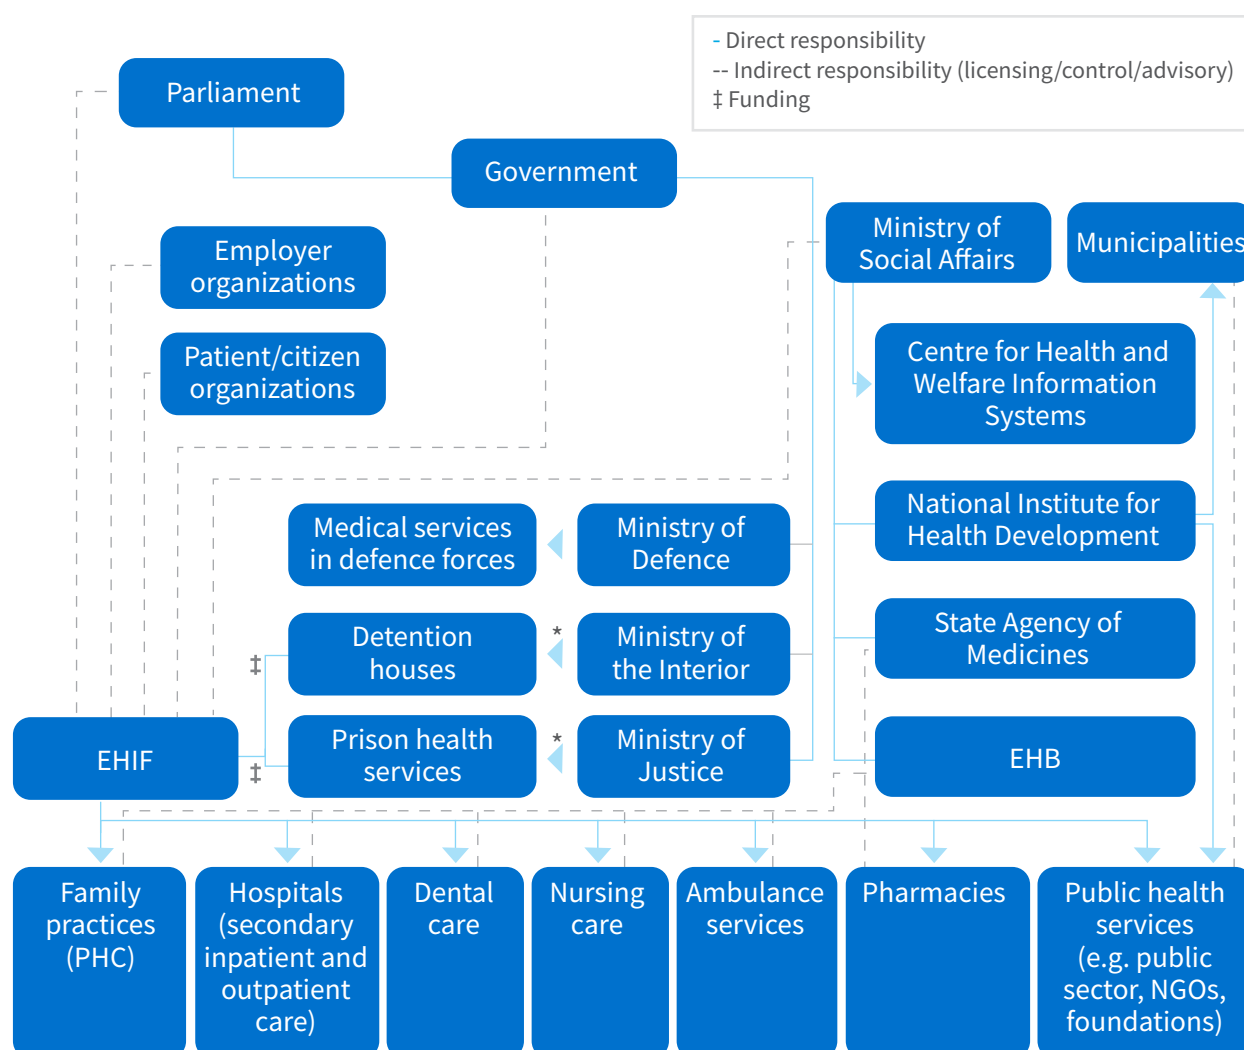 - Direct responsibility
-- Indirect responsibility (licensing/control/advisory)
‡ Funding
Parliament
Government
Ministry of
Social Affairs
Municipalities
Employer
organizations
Patient/citizen
organizations
Centre for Health and
Welfare Information
Systems
Medical services
in defence forces
Ministry of
Defence
National Institute for
Health Development
Detention
houses
*
Ministry of
the Interior
State Agency of
Medicines
‡
EHIF
Prison health
services
*
Ministry of
Justice
EHB
‡
Family
practices
(PHC)
Hospitals
(secondary
inpatient and
outpatient
care)
Dental
care
Nursing
care
Ambulance
services
Pharmacies
Public health
services
(e.g. public
sector, NGOs,
foundations)